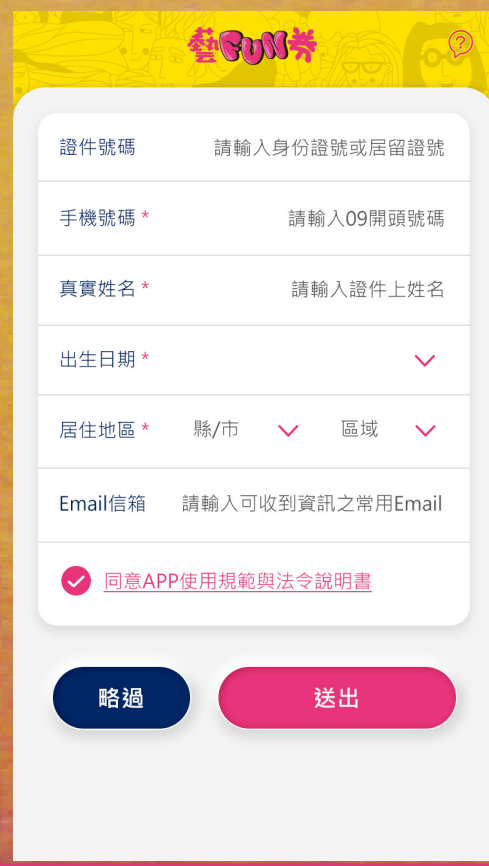 藝FUN券
?
證件號碼 請輸入身份證號或居留證號
手機號碼 * 請輸入09開頭號碼
真實姓名 * 請輸入證件上姓名
出生日期 *
居住地區 * 縣/市 區域
Email信箱 請輸入可收到資訊之常用Email
同意APP使用規範與法令說明書
略過 送出